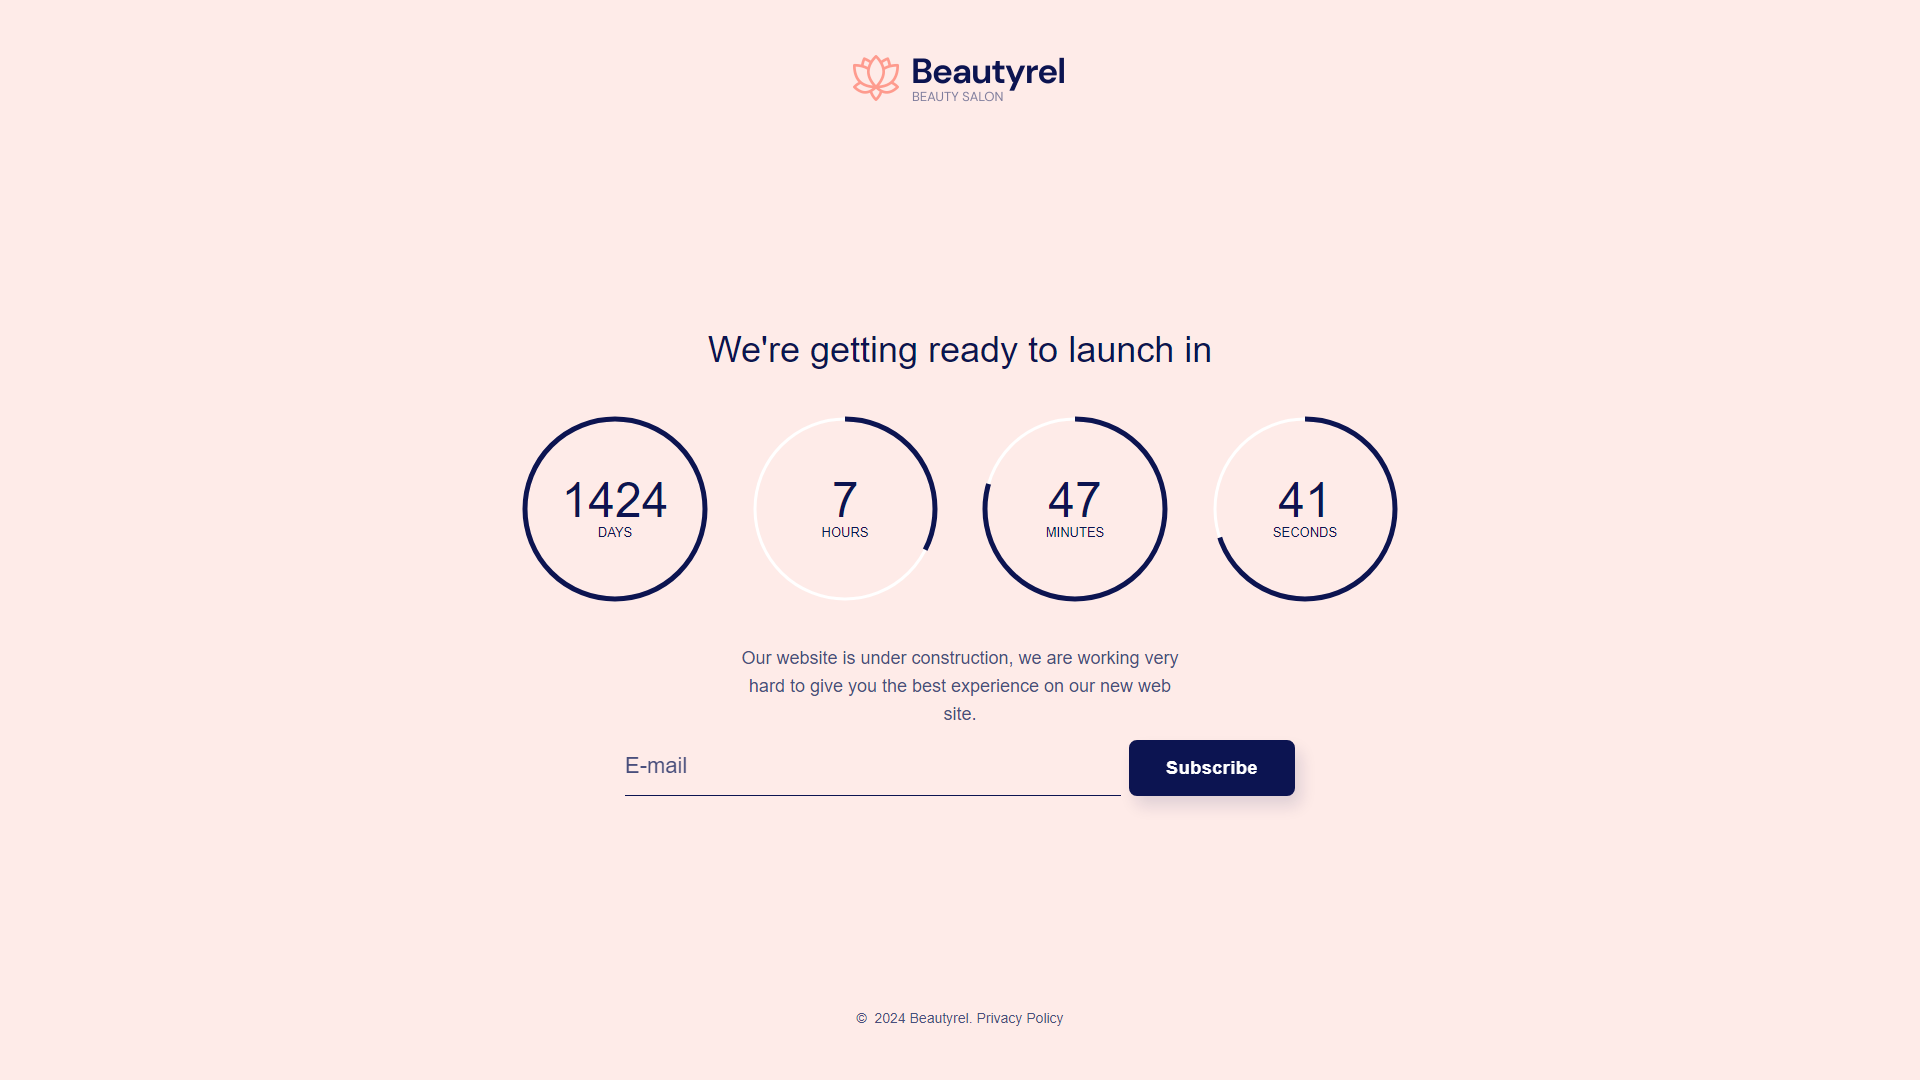 Beautyrel
BEAUTY SALON
We're getting ready to launch in
1424
DAYS
7
HOURS
47
MINUTES
41
SECONDS
Our website is under construction, we are working very
hard to give you the best experience on our new web
site.
E-mail
Subscribe
© 2024 Beautyrel. Privacy Policy